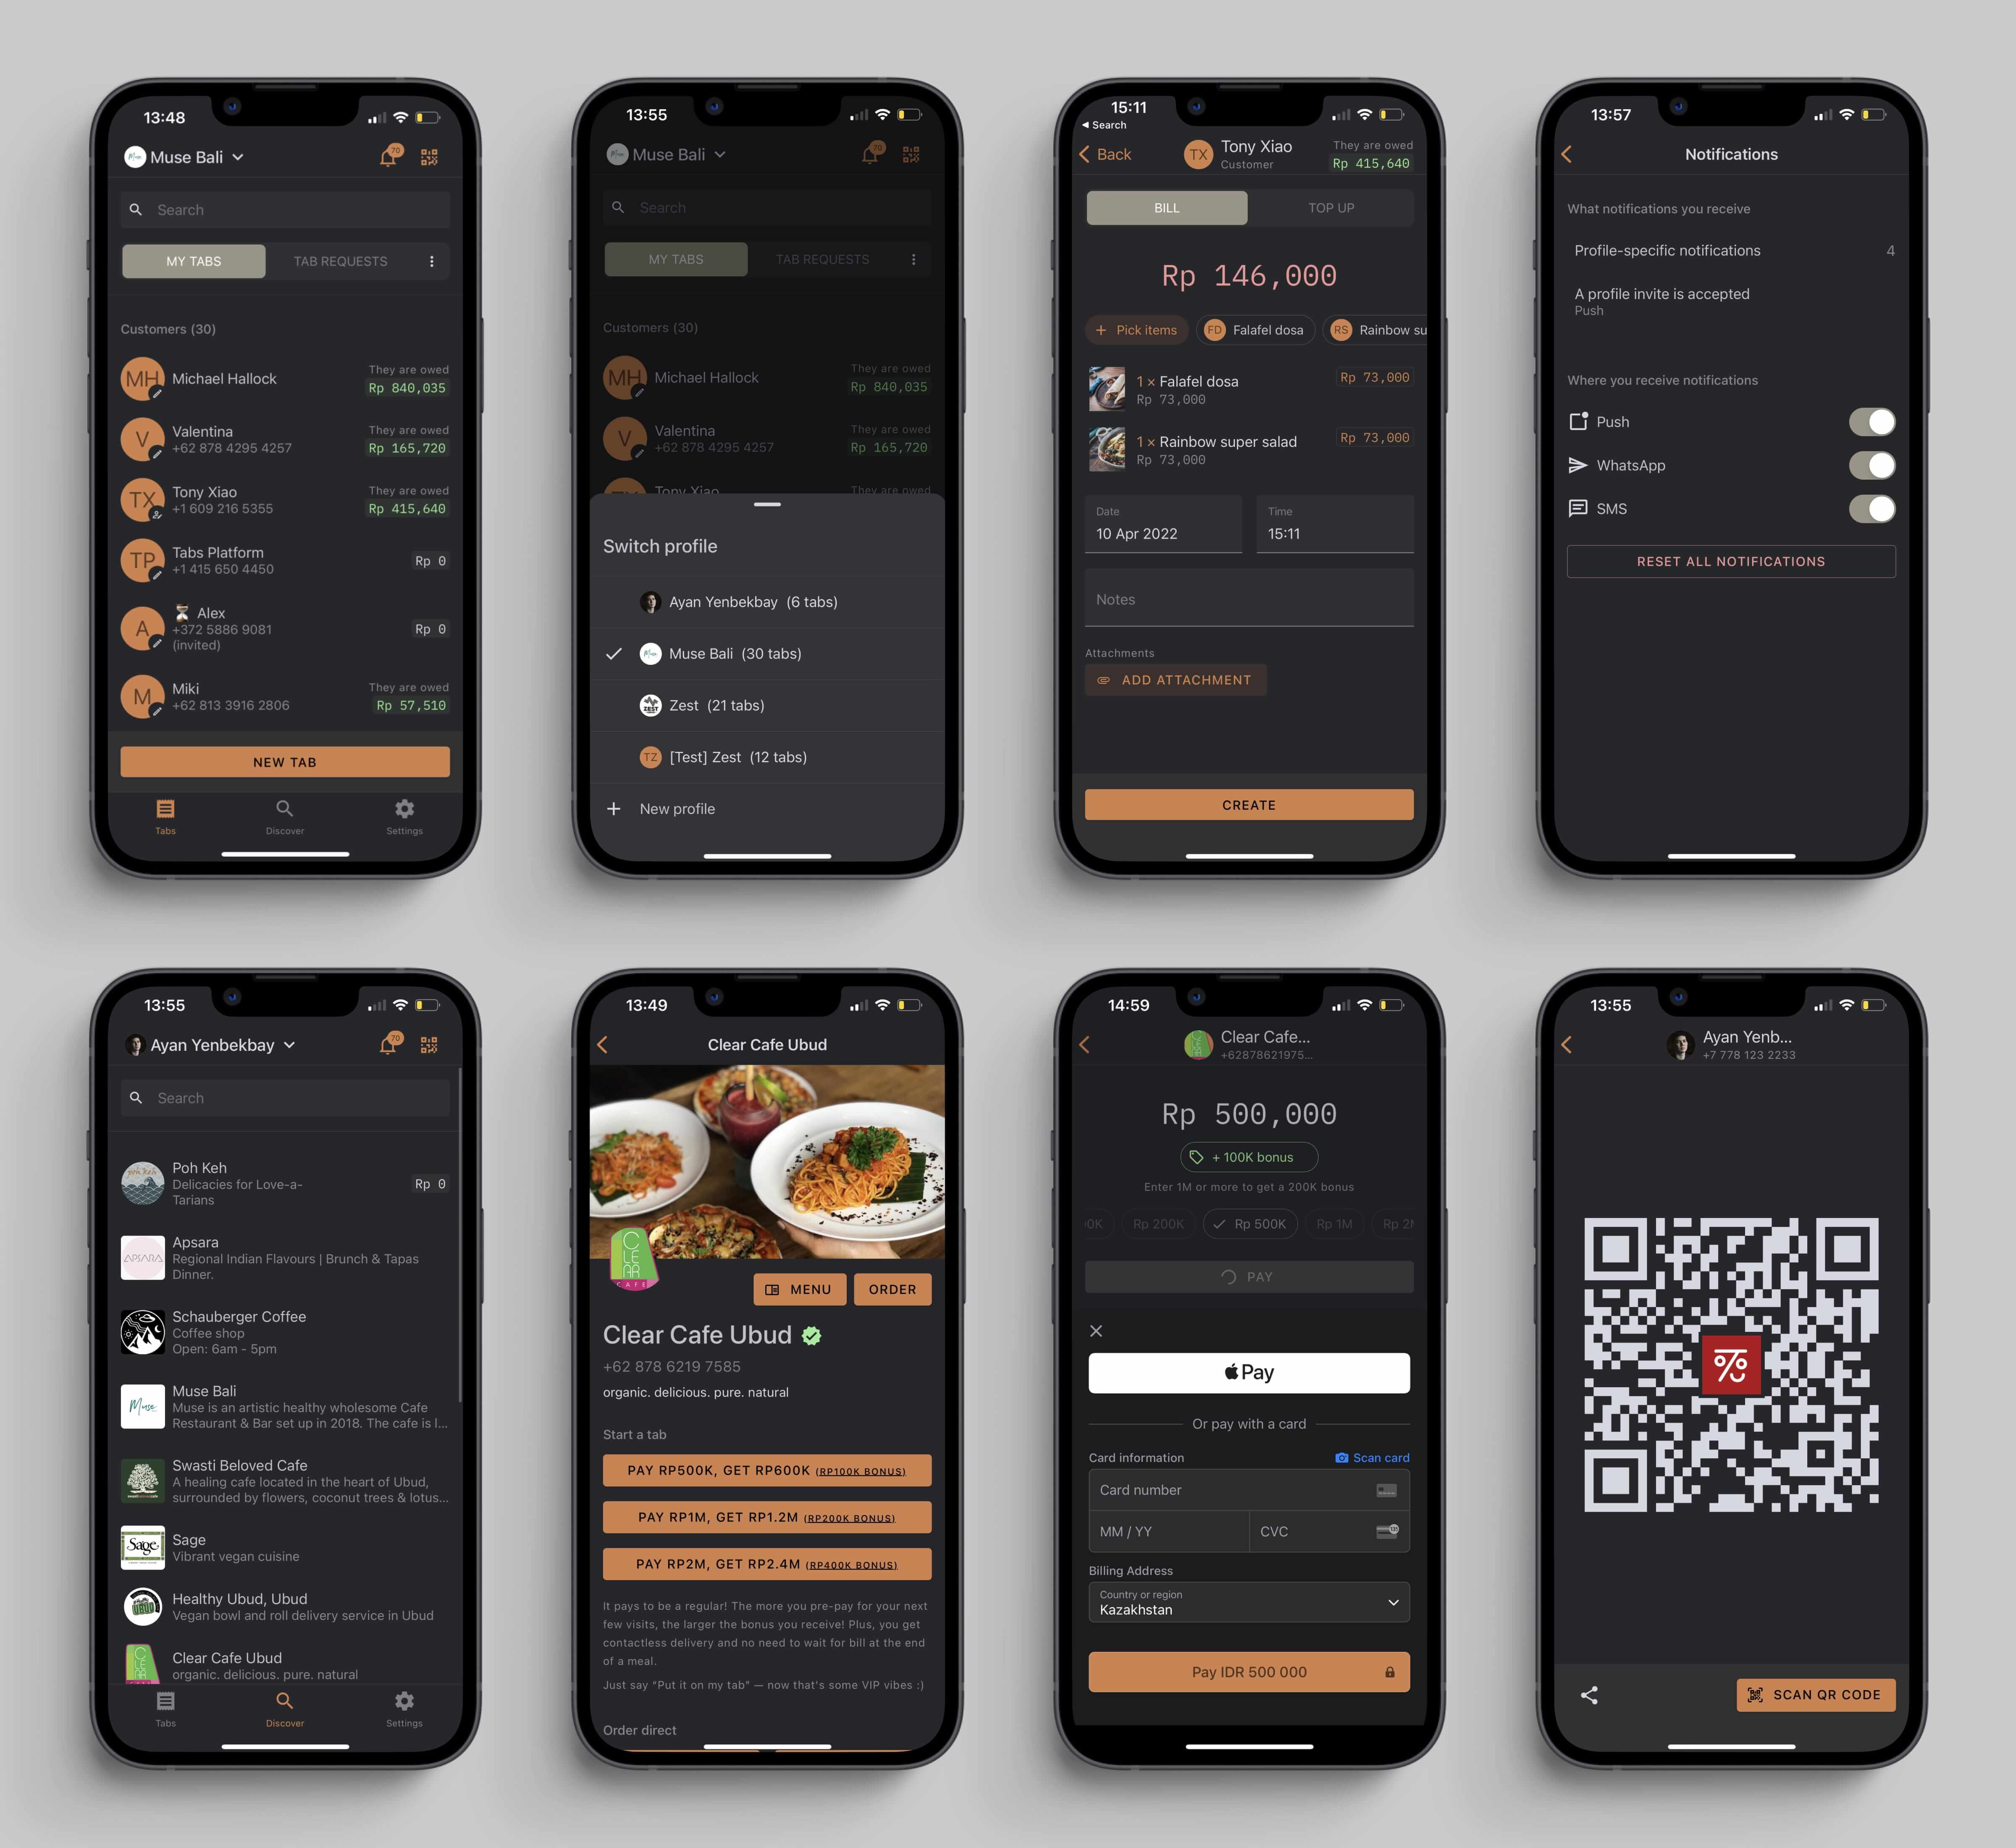 13:48
Muse Bali
70
Search
MY TABS
TAB REQUESTS
Customers (30)
MH
Michael Hallock
They are owed
Rp 840,035
V
Valentina
+62 878 4295 4257
They are owed
Rp 165,720
TX
Tony Xiao
+1 609 216 5355
They are owed
Rp 415,640
TP
Tabs Platform
+1 415 650 4450
Rp 0
A
⏳ Alex
+372 5886 9081
(invited)
Rp 0
M
Miki
+62 813 3916 2806
They are owed
Rp 57,510
NEW TAB
Tabs
Discover
Settings
13:55
Muse Bali
70
Search
MY TABS
TAB REQUESTS
Customers (30)
MH
Michael Hallock
They are owed
Rp 840,035
V
Valentina
+62 878 4295 4257
They are owed
Rp 165,720
Tony Xiao
They are owed
Switch profile
Ayan Yenbekbay (6 tabs)
Muse Bali (30 tabs)
ZEST
Zest (21 tabs)
TZ
[Test] Zest (12 tabs)
New profile
15:11
◀ Search
Back
TX
Tony Xiao
Customer
They are owed
Rp 415,640
BILL
TOP UP
Rp 146,000
+ Pick items
FD
Falafel dosa
RS
Rainbow su
1 × Falafel dosa
Rp 73,000
Rp 73,000
1 × Rainbow super salad
Rp 73,000
Rp 73,000
Date
10 Apr 2022
Time
15:11
Notes
Attachments
ADD ATTACHMENT
CREATE
13:57
Notifications
What notifications you receive
Profile-specific notifications
4
A profile invite is accepted
Push
Where you receive notifications
Push
WhatsApp
SMS
RESET ALL NOTIFICATIONS
13:55
Ayan Yenbekbay
70
Search
Poh Keh
Delicacies for Love-a-
Tarians
Rp 0
APSARA
Apsara
Regional Indian Flavours | Brunch & Tapas
Dinner.
Schauberger Coffee
Coffee shop
Open: 6am - 5pm
Muse
Muse Bali
Muse is an artistic healthy wholesome Cafe
Restaurant & Bar set up in 2018. The cafe is l...
Swasti Beloved Cafe
A healing cafe located in the heart of Ubud,
surrounded by flowers, coconut trees & lotus...
Sage
Sage
Vibrant vegan cuisine
UBUD
Healthy Ubud, Ubud
Vegan bowl and roll delivery service in Ubud
Clear Cafe Ubud
organic. delicious. pure. natural
Tabs
Discover
Settings
13:49
Clear Cafe Ubud
CLEAR
CAFE
MENU
ORDER
Clear Cafe Ubud
+62 878 6219 7585
organic. delicious. pure. natural
Start a tab
PAY RP500K, GET RP600K (RP100K BONUS)
PAY RP1M, GET RP1.2M (RP200K BONUS)
PAY RP2M, GET RP2.4M (RP400K BONUS)
It pays to be a regular! The more you pre-pay for your next
few visits, the larger the bonus you receive! Plus, you get
contactless delivery and no need to wait for bill at the end
of a meal.
Just say “Put it on my tab” — now that's some VIP vibes :)
Order direct
14:59
Clear Cafe...
+62878621975...
Rp 500,000
+ 100K bonus
Enter 1M or more to get a 200K bonus
00K
Rp 200K
Rp 500K
Rp 1M
Rp 2M
PAY
Pay
Or pay with a card
Card information
Scan card
Card number
MM / YY
CVC
Billing Address
Country or region
Kazakhstan
Pay IDR 500 000
13:55
Ayan Yenb...
+7 778 123 2233
SCAN QR CODE